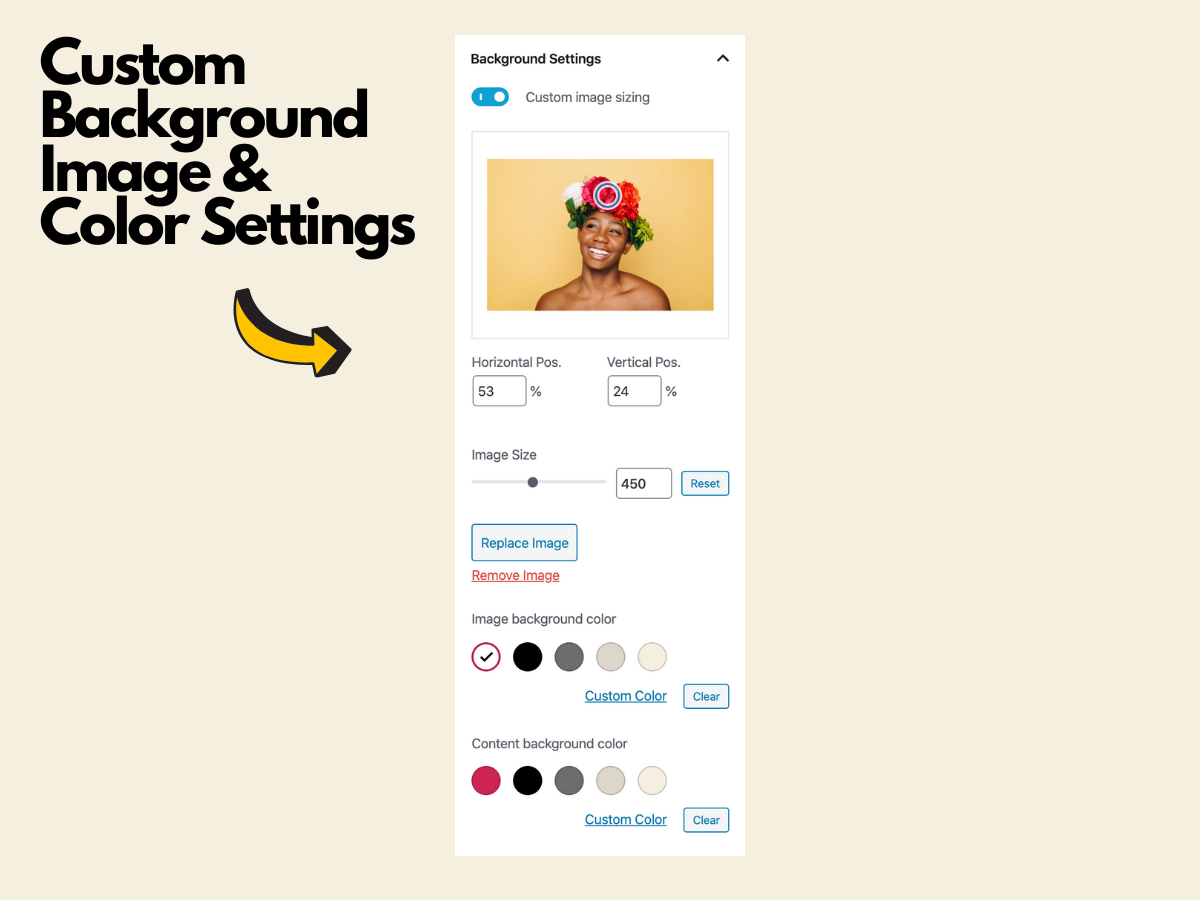 Custom
Background
Image &
Color Settings
Background Settings
Custom image sizing
Horizontal Pos. Vertical Pos.
53 % 24 %
Image Size
450 Reset
Replace Image
Remove Image
Image background color
Custom Color Clear
Content background color
Custom Color Clear